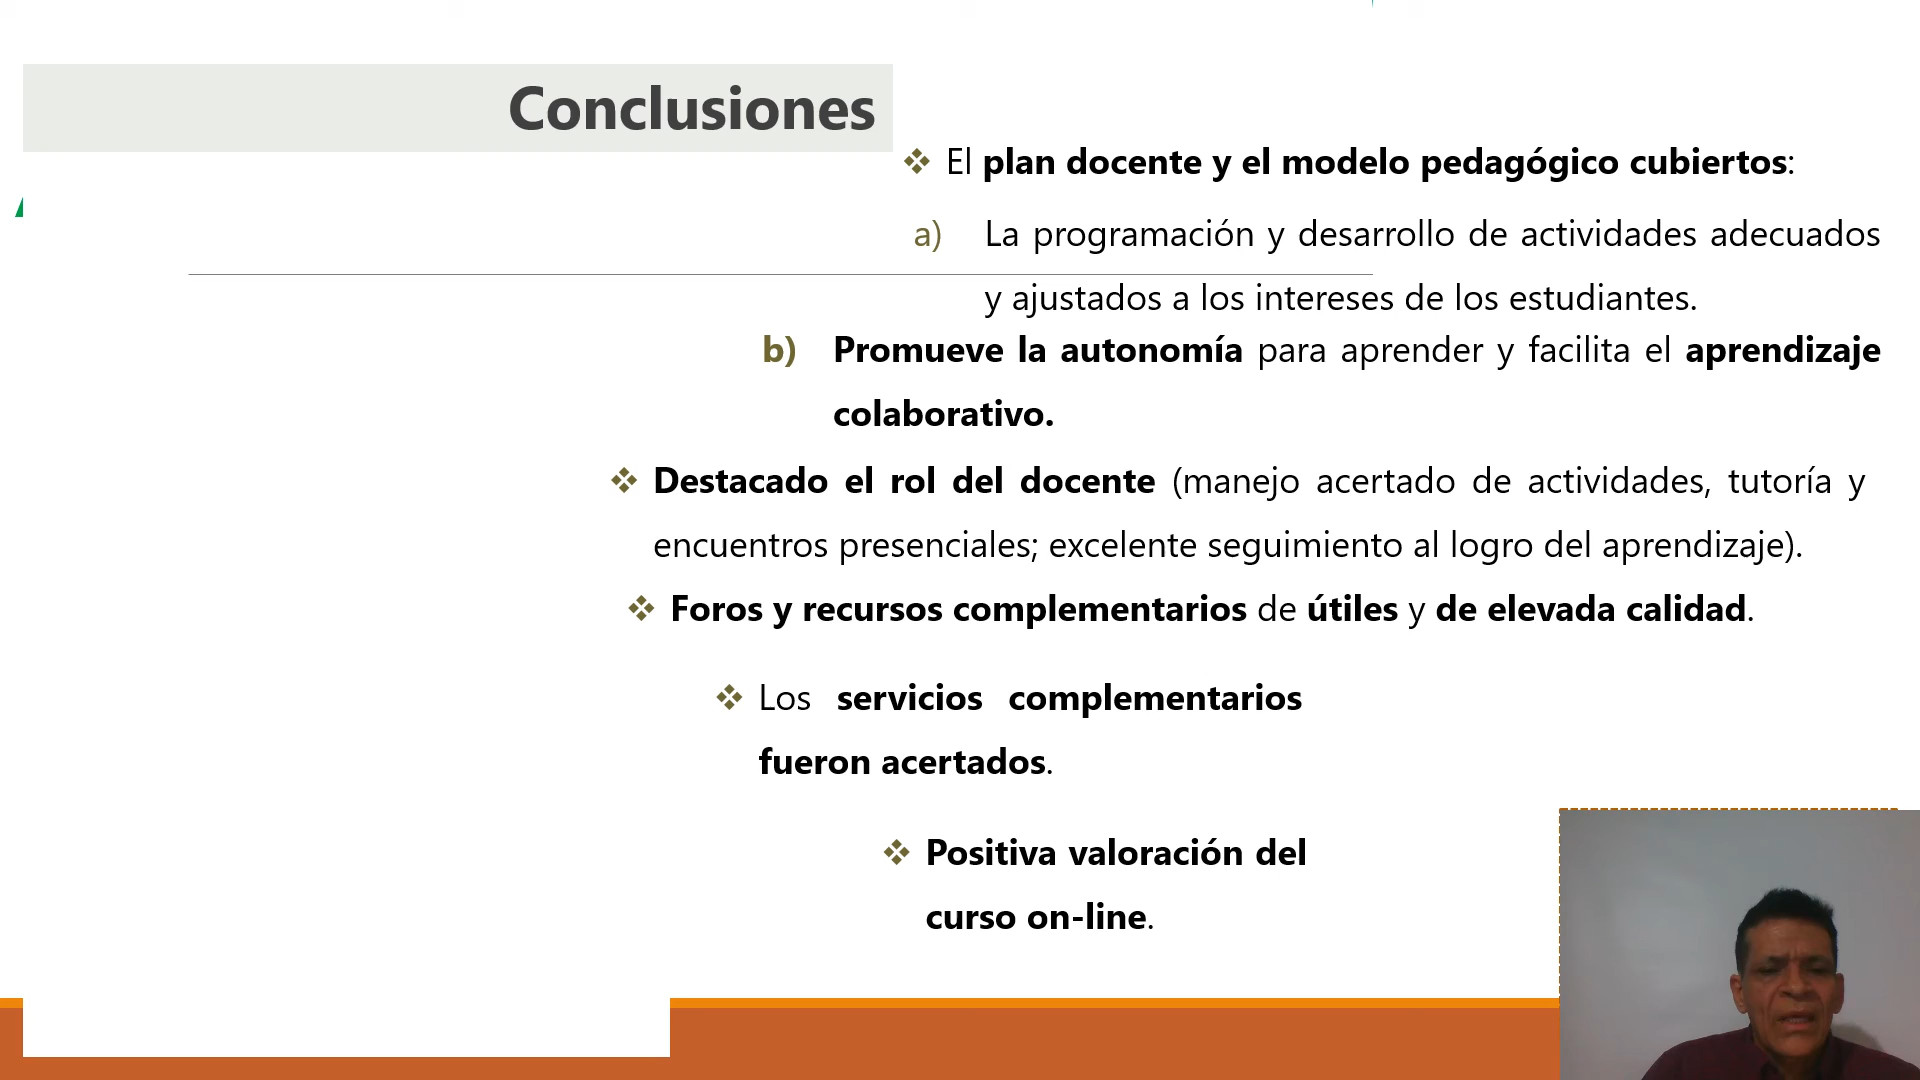 Conclusiones
❖ El plan docente y el modelo pedagógico cubiertos:
a) La programación y desarrollo de actividades adecuados
y ajustados a los intereses de los estudiantes.
b) Promueve la autonomía para aprender y facilita el aprendizaje
colaborativo.
❖ Destacado el rol del docente (manejo acertado de actividades, tutoría y
encuentros presenciales; excelente seguimiento al logro del aprendizaje).
❖ Foros y recursos complementarios de útiles y de elevada calidad.
❖ Los servicios complementarios
fueron acertados.
❖ Positiva valoración del
curso on-line.